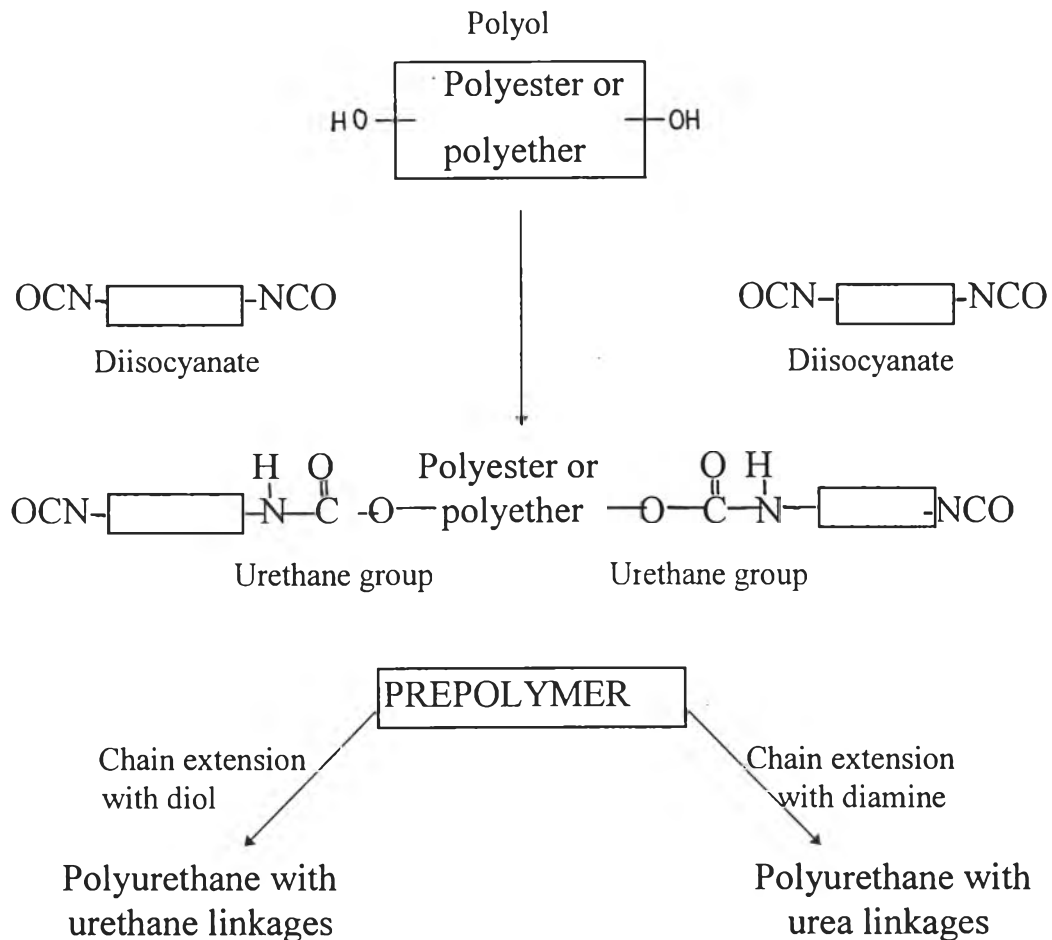 Polyol
Polyester or
HO
OH
polyether
OCN
NCO
OCN
NCO
Diisocyanate
Diisocyanate
H O
Polyester or
O H
OCN
N C O
polyether
O C N
NCO
Urethane group
Urethane group
PREPOLYMER
Chain extension
with diol
Chain extension
with diamine
Polyurethane with
urethane linkages
Polyurethane with
urea linkages